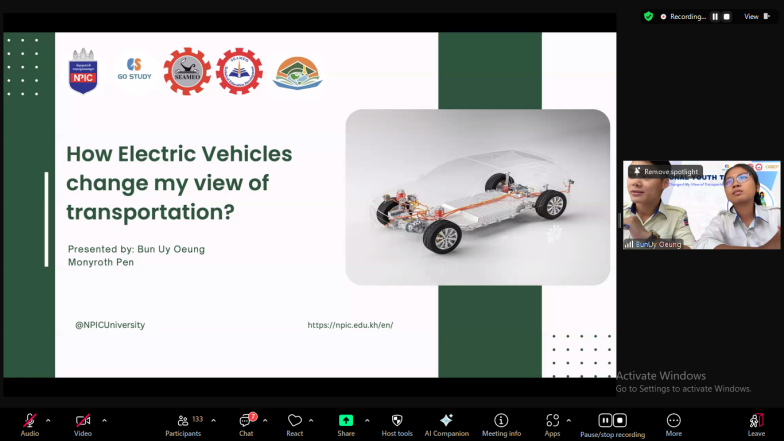 Recording...
View
NPIC
GO STUDY
SEAMEO
SEAMEO
How Electric Vehicles
change my view of
transportation?
Presented by: Bun Uy Oeung
Monyroth Pen
@NPICUniversity
https://npic.edu.kh/en/
Remove spotlight
BunUy Oeung
Activate Windows
Go to Settings to activate Windows.
Audio
Video
133
Participants
7
Chat
React
Share
Host tools
AI Companion
Meeting info
Apps
Pause/stop recording
More
Leave